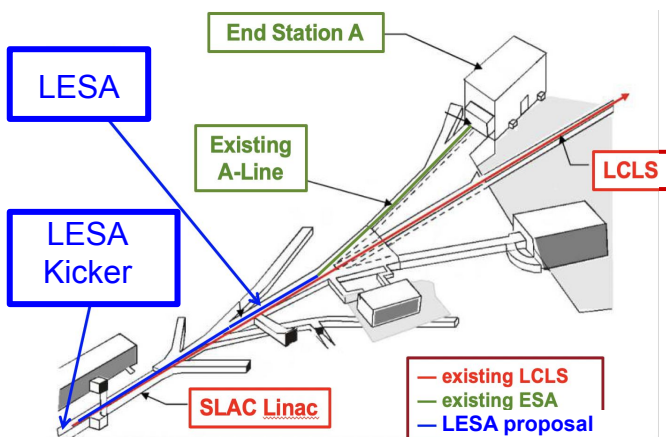 End Station A
LESA
Existing
A-Line
LCLS
LESA
Kicker
SLAC Linac
— existing LCLS
— existing ESA
— LESA proposal